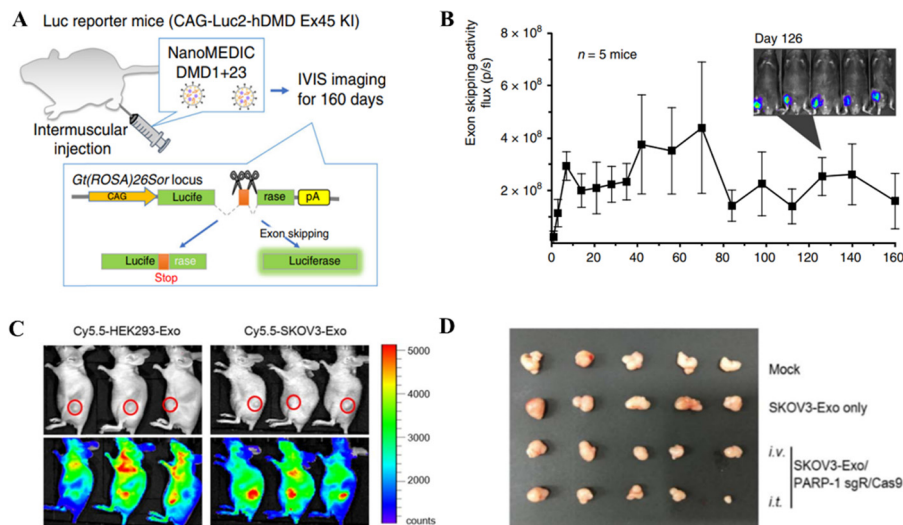 A
Luc reporter mice (CAG-Luc2-hDMD Ex45 KI)
NanoMEDIC
DMD1+23
IVIS imaging
for 160 days
Intermuscular
injection
Gt(ROSA)26Sor locus
CAG
Lucife
rase
pA
Exon skipping
Lucife rase
Stop
Luciferase
B
Exon skipping activity
flux (p/s)
8 × 10⁸
6 × 10⁸
4 × 10⁸
2 × 10⁸
n = 5 mice
Day 126
0 20 40 60 80 100 120 140 160
C
Cy5.5-HEK293-Exo
Cy5.5-SKOV3-Exo
5000
4000
3000
2000
1000
counts
D
Mock
SKOV3-Exo only
i.v.
SKOV3-Exo/
PARP-1 sgR/Cas9
i.t.